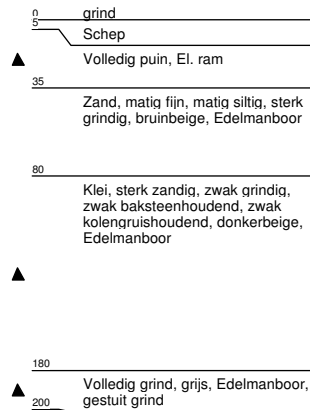 0 grind
5 Schep
Volledig puin, El. ram
35
Zand, matig fijn, matig siltig, sterk
grindig, bruinbeige, Edelmanboor
80
Klei, sterk zandig, zwak grindig,
zwak baksteenhoudend, zwak
kolengruishoudend, donkerbeige,
Edelmanboor
180
Volledig grind, grijs, Edelmanboor,
200 gestuit grind